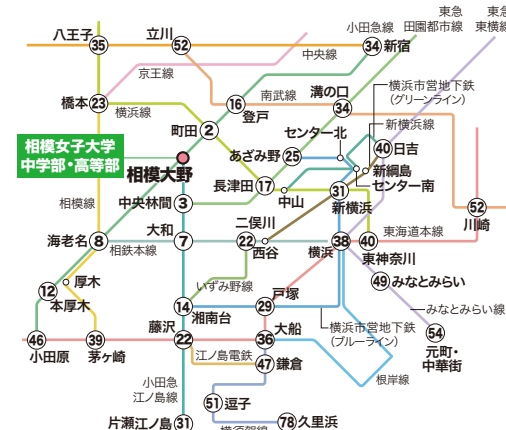 東急
田園都市線
東急
東横線
小田急線
八王子
35
立川
52
34
新宿
中央線
京王線
橋本
23
横浜線
16
登戸
南武線
溝の口
34
横浜市営地下鉄
(グリーンライン)
町田
2
新横浜線
センター北
40
日吉
相模女子大学
中学部・高等部
相模大野
あざみ野
25
新綱島
センター南
長津田
17
中山
31
新横浜
中央林間
3
相模線
二俣川
52
川崎
海老名
8
相鉄本線
大和
7
22
西谷
横浜
38
40
東神奈川
東海道本線
厚木
12
本厚木
いずみ野線
49
みなとみらい
戸塚
14
湘南台
29
みなとみらい線
横浜市営地下鉄
(ブルーライン)
54
元町・
中華街
46
小田原
39
茅ヶ崎
藤沢
22
大船
36
江ノ島電鉄
47
鎌倉
根岸線
小田急
江ノ島線
51
逗子
片瀬江ノ島
31
横須賀線
78
久里浜